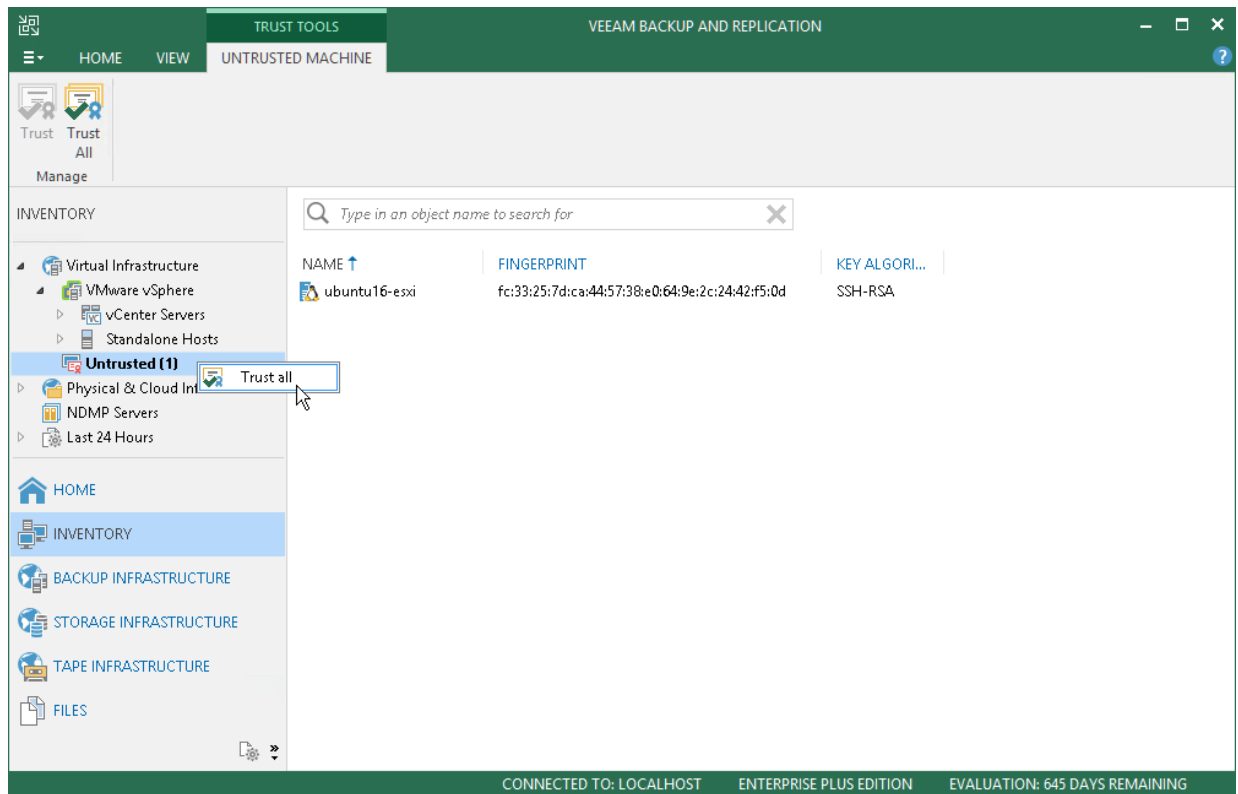 TRUST TOOLS
VEEAM BACKUP AND REPLICATION
HOME VIEW UNTRUSTED MACHINE
?
Trust
Trust All
Manage
INVENTORY
Type in an object name to search for
Virtual Infrastructure
VMware vSphere
vCenter Servers
Standalone Hosts
Untrusted (1)
Trust all
Physical & Cloud Inf
NDMP Servers
Last 24 Hours
NAME FINGERPRINT KEY ALGORI...
ubuntu16-esxi fc:33:25:7d:ca:44:57:38:e0:64:9e:2c:24:42:f5:0d SSH-RSA
HOME
INVENTORY
BACKUP INFRASTRUCTURE
STORAGE INFRASTRUCTURE
TAPE INFRASTRUCTURE
FILES
CONNECTED TO: LOCALHOST ENTERPRISE PLUS EDITION EVALUATION: 645 DAYS REMAINING